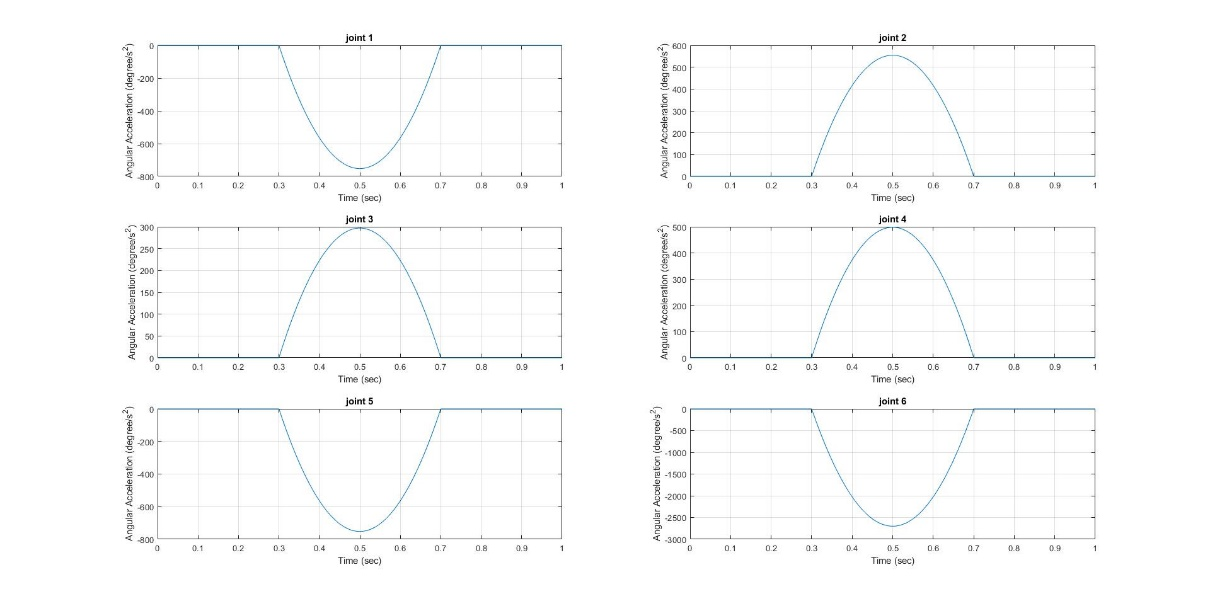 joint 1
Angular Acceleration (degree/s²)
0
-200
-400
-600
-800
0 0.1 0.2 0.3 0.4 0.5 0.6 0.7 0.8 0.9 1
Time (sec)
joint 2
Angular Acceleration (degree/s²)
600
500
400
300
200
100
0
0 0.1 0.2 0.3 0.4 0.5 0.6 0.7 0.8 0.9 1
Time (sec)
joint 3
Angular Acceleration (degree/s²)
300
250
200
150
100
50
0
0 0.1 0.2 0.3 0.4 0.5 0.6 0.7 0.8 0.9 1
Time (sec)
joint 4
Angular Acceleration (degree/s²)
500
400
300
200
100
0
0 0.1 0.2 0.3 0.4 0.5 0.6 0.7 0.8 0.9 1
Time (sec)
joint 5
Angular Acceleration (degree/s²)
0
-200
-400
-600
-800
0 0.1 0.2 0.3 0.4 0.5 0.6 0.7 0.8 0.9 1
Time (sec)
joint 6
Angular Acceleration (degree/s²)
0
-500
-1000
-1500
-2000
-2500
-3000
0 0.1 0.2 0.3 0.4 0.5 0.6 0.7 0.8 0.9 1
Time (sec)